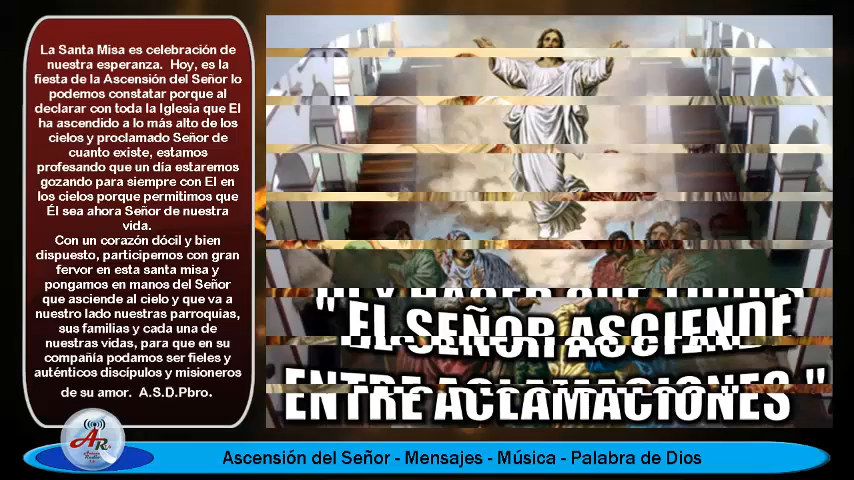 La Santa Misa es celebración de
nuestra esperanza. Hoy, es la
fiesta de la Ascensión del Señor lo
podemos constatar porque al
declarar con toda la Iglesia que El
ha ascendido a lo más alto de los
cielos y proclamado Señor de
cuanto existe, estamos
profesando que un día estaremos
gozando para siempre con El en
los cielos porque permitimos que
Él sea ahora Señor de nuestra
vida.
Con un corazón dócil y bien
dispuesto, participemos con gran
fervor en esta santa misa y
pongamos en manos del Señor
que asciende al cielo y que va a
nuestro lado nuestras parroquias,
sus familias y cada una de
nuestras vidas, para que en su
compañía podamos ser fieles y
auténticos discípulos y misioneros
de su amor. A.S.D.Pbro.
"EL SEÑOR ASCIENDE
ENTRE ACLAMACIONES"
Ascensión del Señor - Mensajes - Música - Palabra de Dios